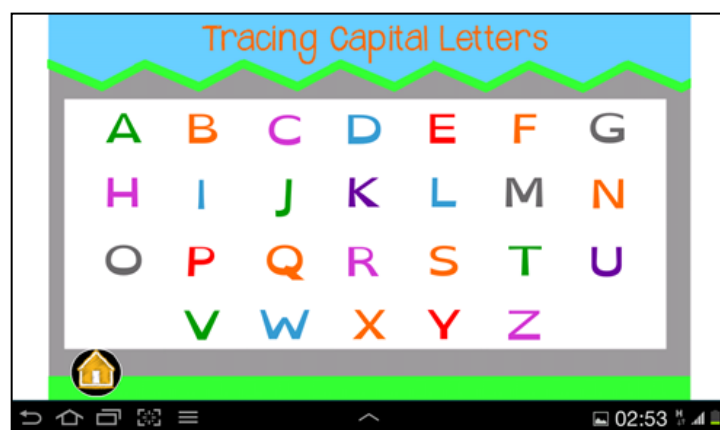 Tracing Capital Letters
A B C D E F G
H I J K L M N
O P Q R S T U
V W X Y Z
02:53 H